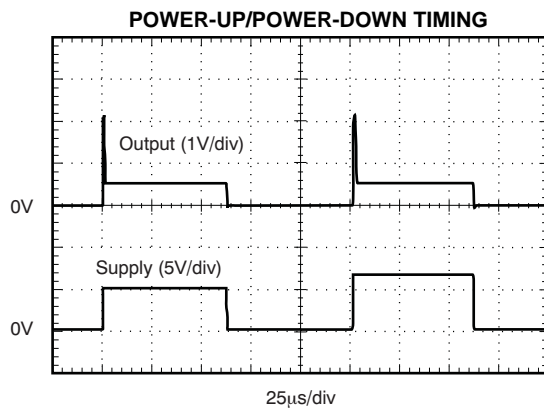 POWER-UP/POWER-DOWN TIMING
Output (1V/div)
0V
Supply (5V/div)
0V
25µs/div